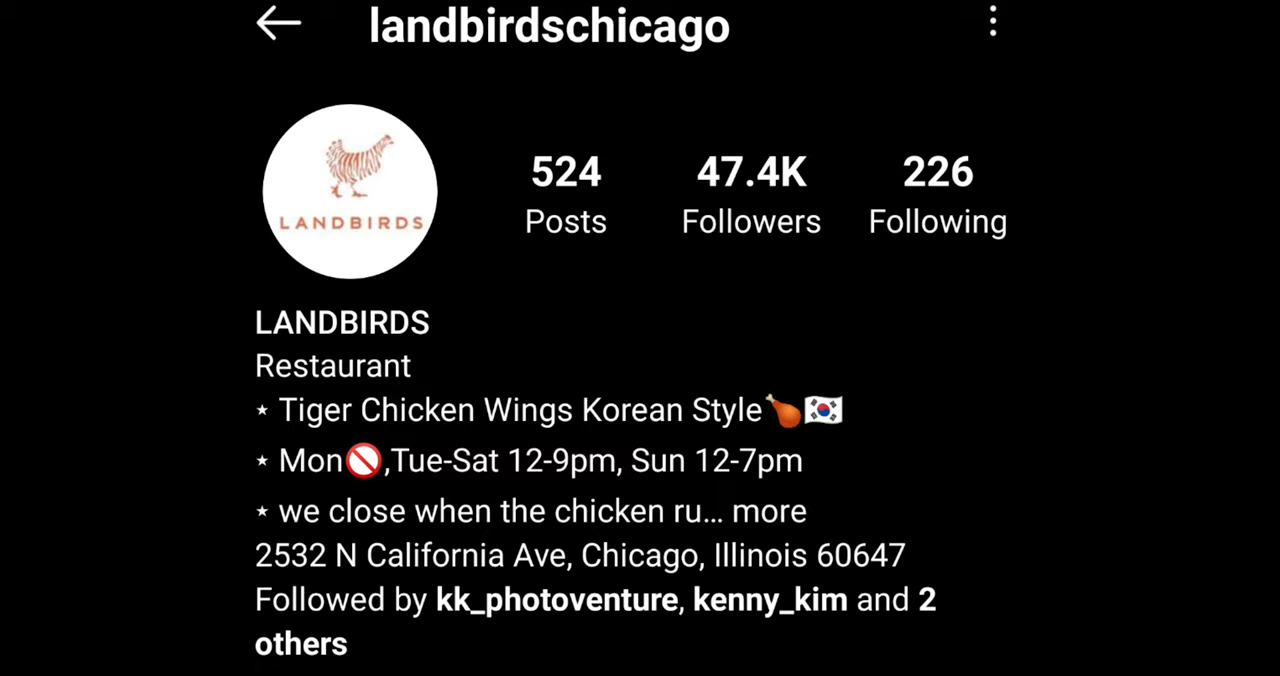 landbirdschicago
LANDBIRDS
524 47.4K 226
Posts Followers Following
LANDBIRDS
Restaurant
⋆ Tiger Chicken Wings Korean Style🍗🇰🇷
⋆ Mon🚫,Tue-Sat 12-9pm, Sun 12-7pm
⋆ we close when the chicken ru... more
2532 N California Ave, Chicago, Illinois 60647
Followed by kk_photoventure, kenny_kim and 2
others